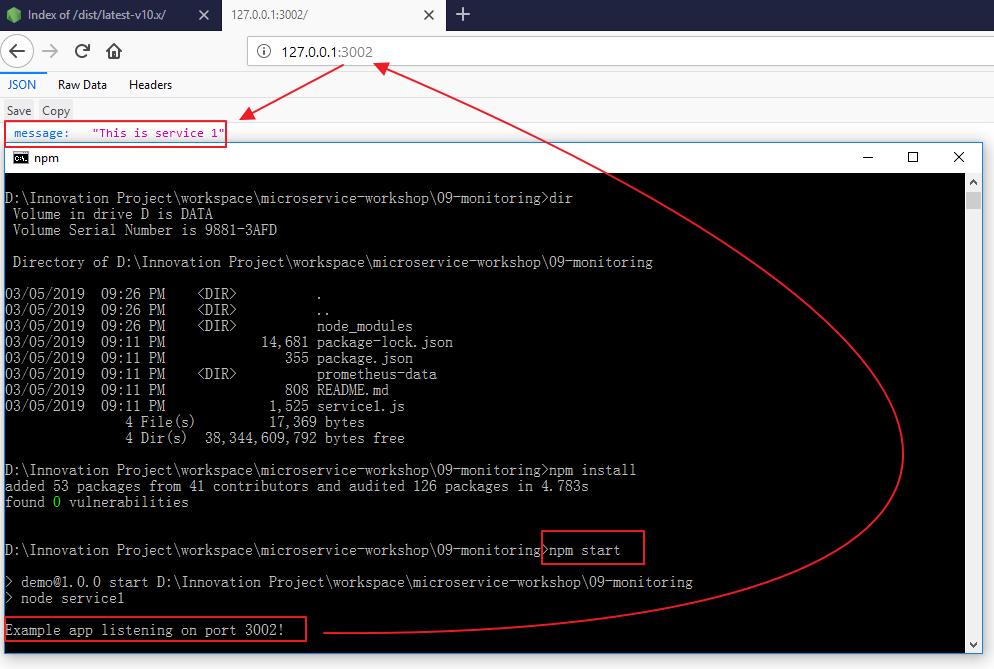 Index of /dist/latest-v10.x/
127.0.0.1:3002/
127.0.0.1:3002
JSON Raw Data Headers
Save Copy
message: "This is service 1"
npm
D:\Innovation Project\workspace\microservice-workshop\09-monitoring>dir
Volume in drive D is DATA
Volume Serial Number is 9881-3AFD
Directory of D:\Innovation Project\workspace\microservice-workshop\09-monitoring
03/05/2019 09:26 PM <DIR> .
03/05/2019 09:26 PM <DIR> ..
03/05/2019 09:26 PM <DIR> node_modules
03/05/2019 09:11 PM 14,681 package-lock.json
03/05/2019 09:11 PM 355 package.json
03/05/2019 09:11 PM <DIR> prometheus-data
03/05/2019 09:11 PM 808 README.md
03/05/2019 09:11 PM 1,525 service1.js
4 File(s) 17,369 bytes
4 Dir(s) 38,344,609,792 bytes free
D:\Innovation Project\workspace\microservice-workshop\09-monitoring>npm install
added 53 packages from 41 contributors and audited 126 packages in 4.783s
found 0 vulnerabilities
D:\Innovation Project\workspace\microservice-workshop\09-monitoring>npm start
> demo@1.0.0 start D:\Innovation Project\workspace\microservice-workshop\09-monitoring
> node service1
Example app listening on port 3002!